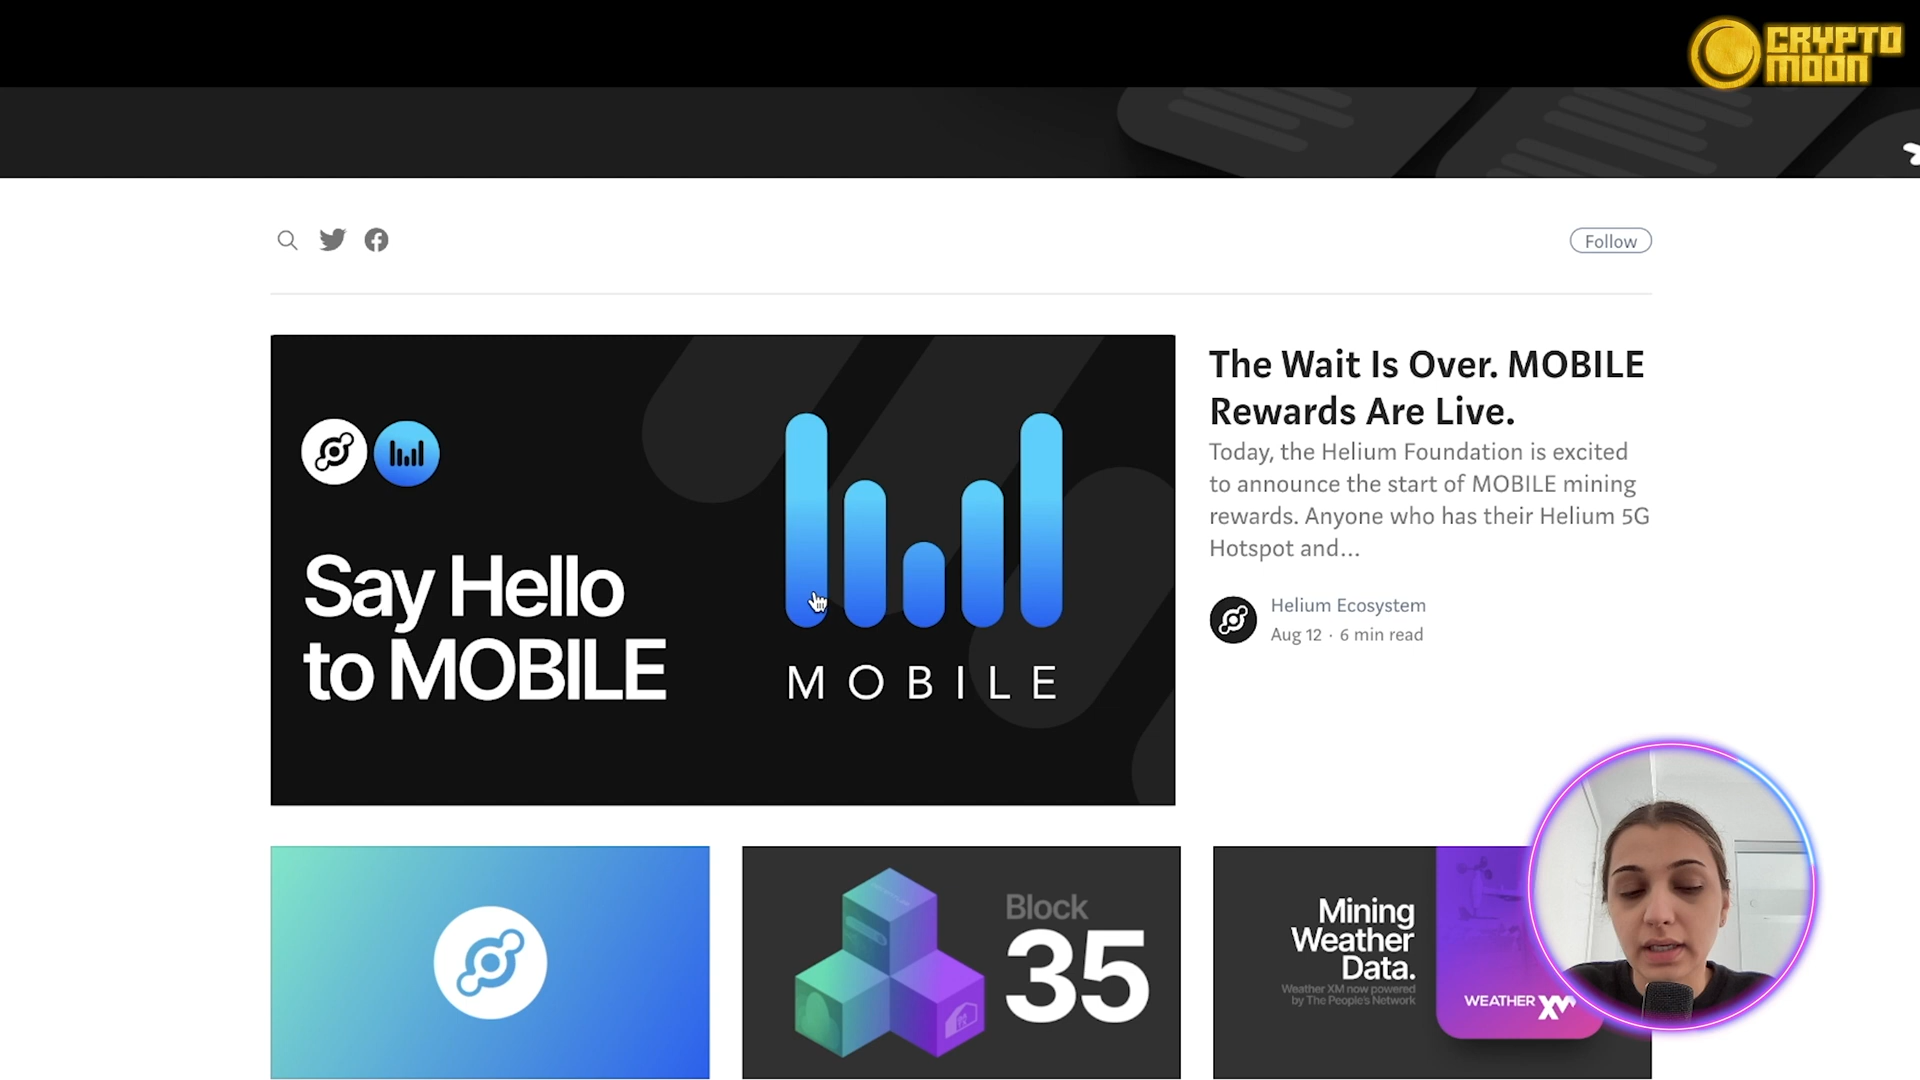 CRYPTO
MOON
Follow
The Wait Is Over. MOBILE
Rewards Are Live.
Today, the Helium Foundation is excited
to announce the start of MOBILE mining
rewards. Anyone who has their Helium 5G
Hotspot and…
Helium Ecosystem
Aug 12 · 6 min read
Say Hello
to MOBILE
MOBILE
Block
35
Mining
Weather
Data.
Weather XM now powered
by The People's Network
WEATHER XM